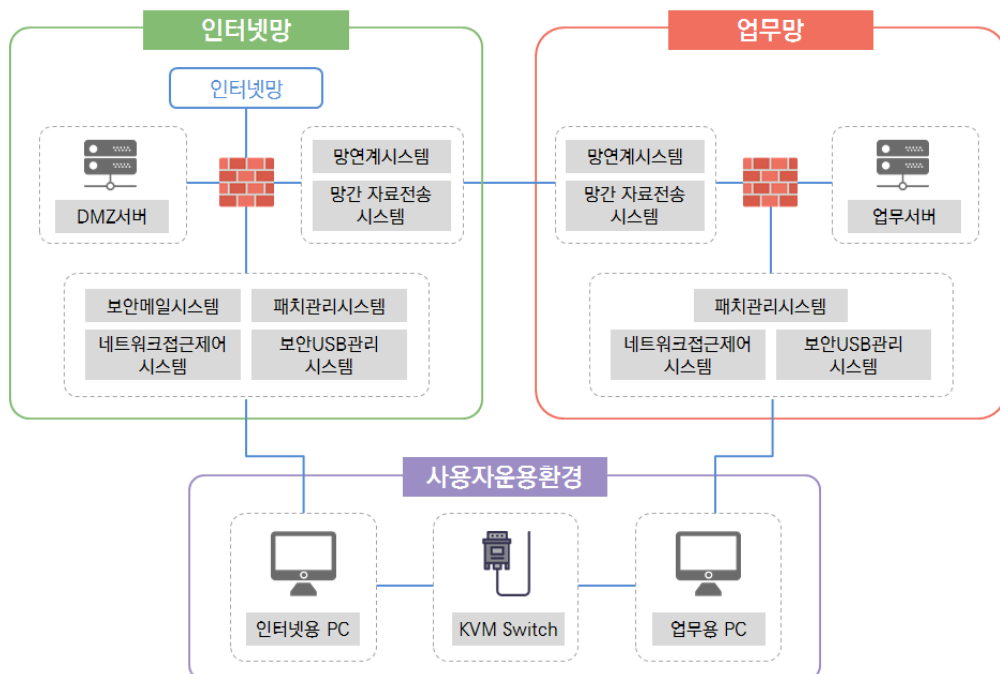 인터넷망
업무망
인터넷망
망연계시스템
망간 자료전송
시스템
DMZ서버
망연계시스템
망간 자료전송
시스템
업무서버
보안메일시스템
패치관리시스템
네트워크접근제어
시스템
보안USB관리
시스템
패치관리시스템
네트워크접근제어
시스템
보안USB관리
시스템
사용자운용환경
인터넷용 PC
KVM Switch
업무용 PC